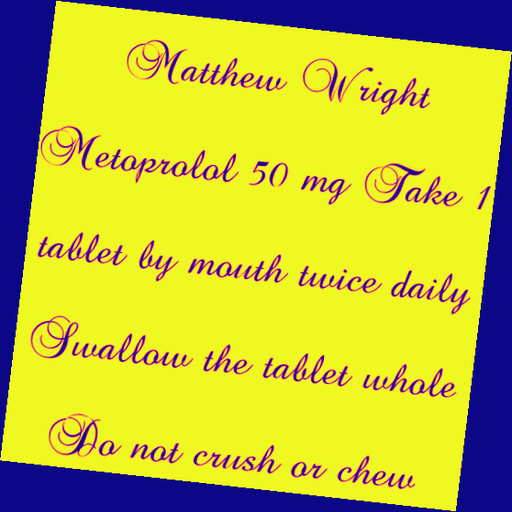 Matthew Wright
Metoprolol 50 mg Take 1
tablet by mouth twice daily
Swallow the tablet whole
Do not crush or chew